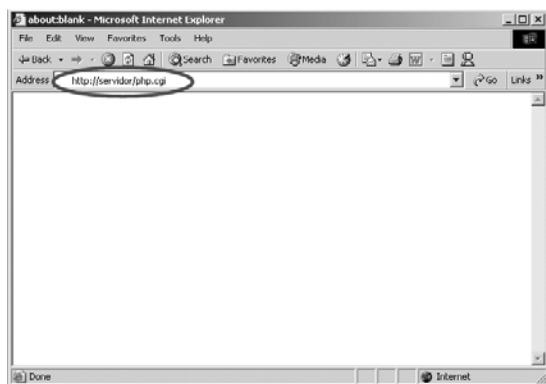 about:blank - Microsoft Internet Explorer
File Edit View Favorites Tools Help
Back Search Favorites Media W
Address http://servidor/php.cgi Go Links »
Done Internet